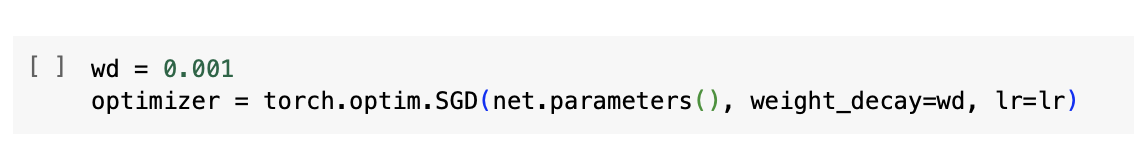 [ ] wd = 0.001
optimizer = torch.optim.SGD(net.parameters(), weight_decay=wd, lr=lr)